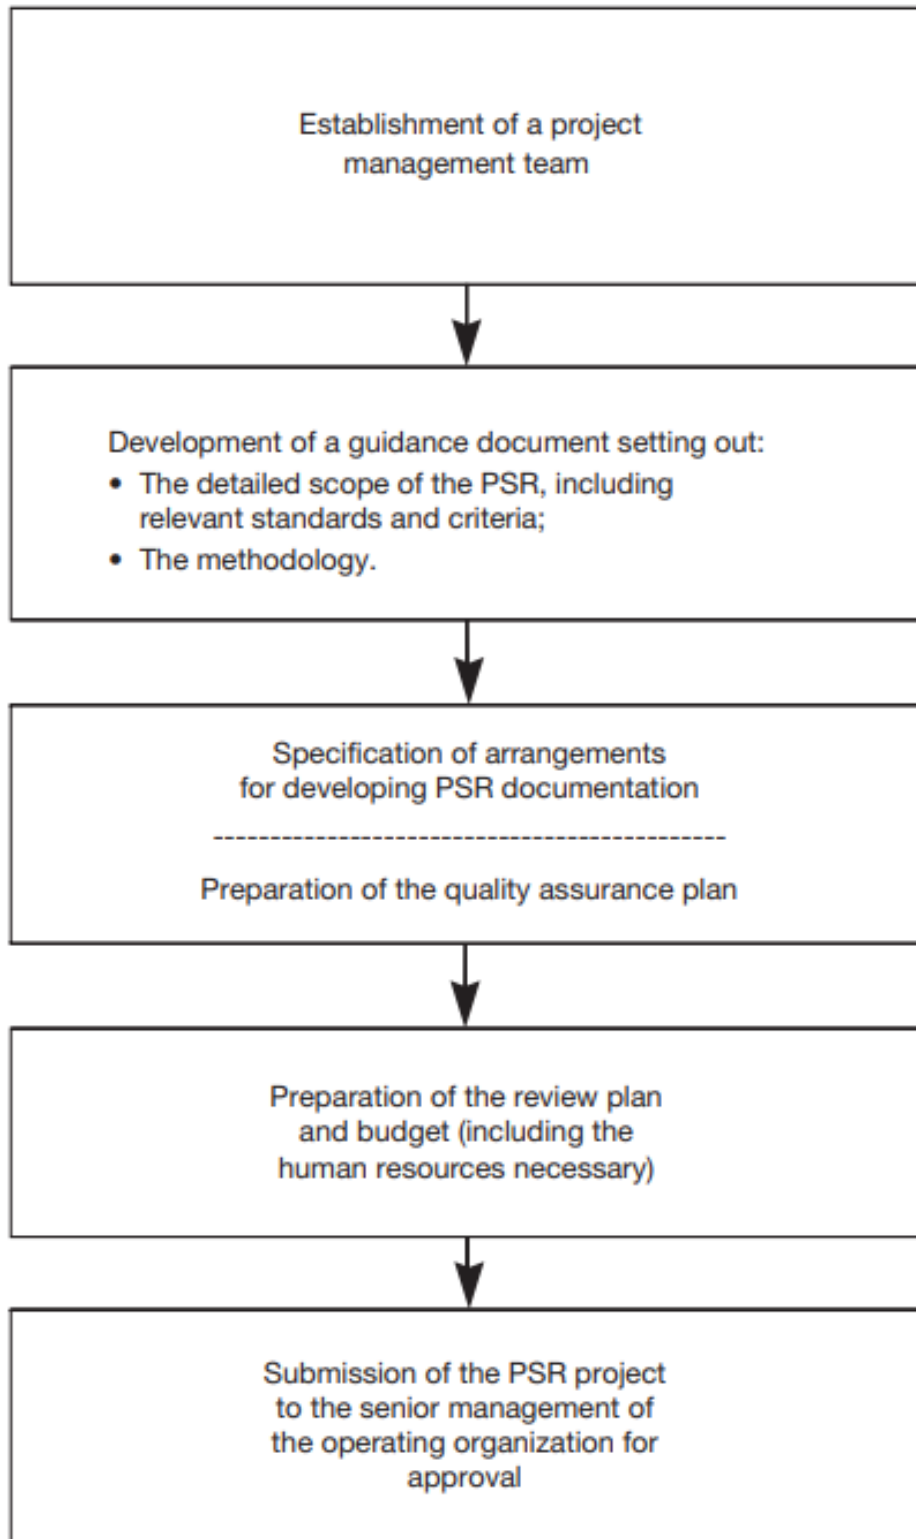 Establishment of a project
management team
Development of a guidance document setting out:
• The detailed scope of the PSR, including
relevant standards and criteria;
• The methodology.
Specification of arrangements
for developing PSR documentation
---------------------------------------------
Preparation of the quality assurance plan
Preparation of the review plan
and budget (including the
human resources necessary)
Submission of the PSR project
to the senior management of
the operating organization for
approval